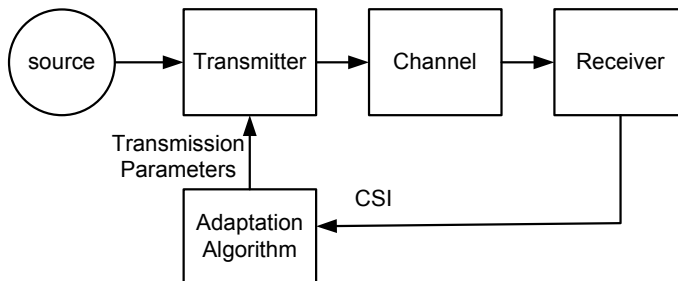 source
Transmitter
Channel
Receiver
Transmission
Parameters
CSI
Adaptation
Algorithm